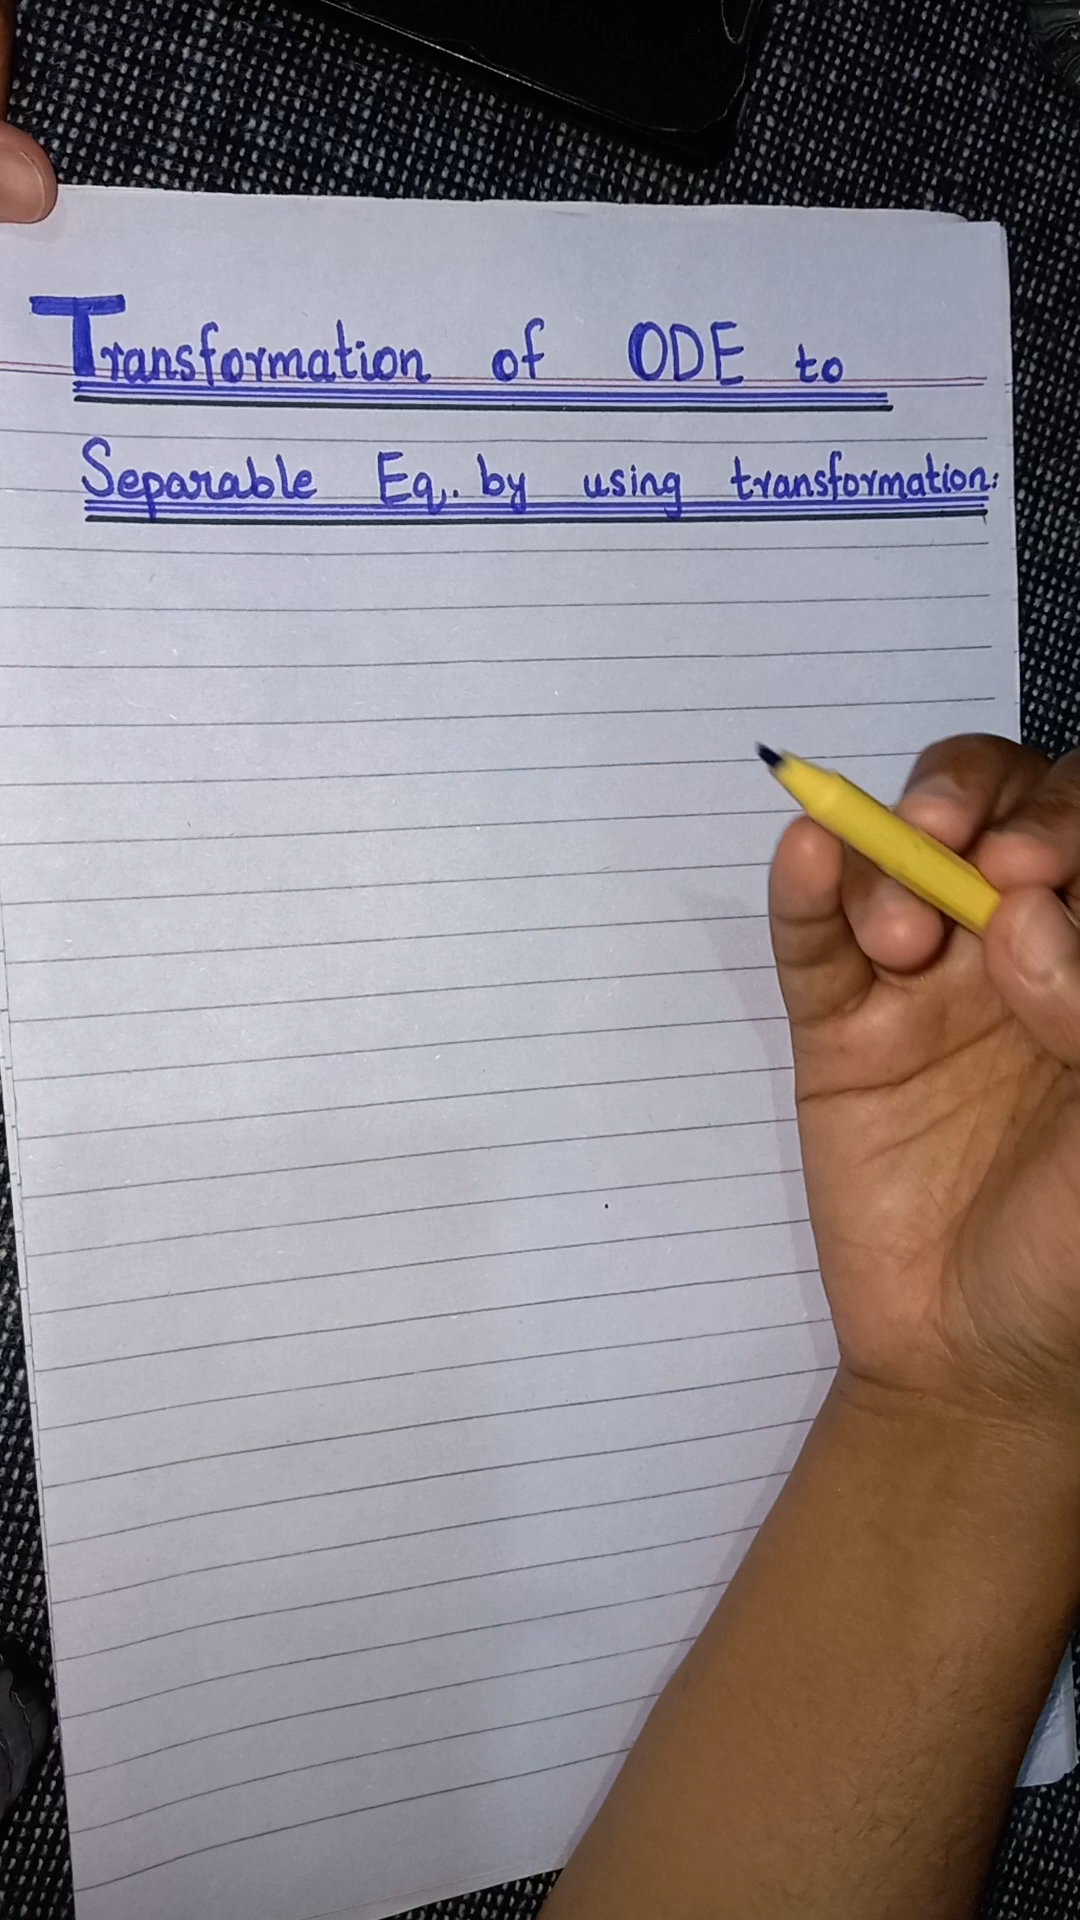 Transformation of ODE to
Separable Eq. by using transformation: